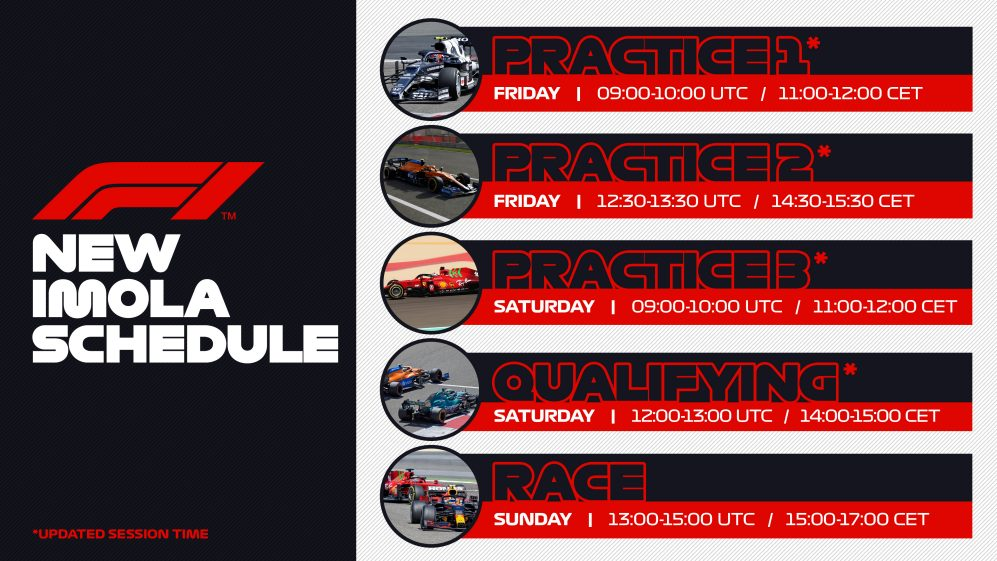 F1™
NEW
IMOLA
SCHEDULE
*UPDATED SESSION TIME
PRACTICE 1*
FRIDAY | 09:00-10:00 UTC / 11:00-12:00 CET
PRACTICE 2*
FRIDAY | 12:30-13:30 UTC / 14:30-15:30 CET
PRACTICE 3*
SATURDAY | 09:00-10:00 UTC / 11:00-12:00 CET
QUALIFYING*
SATURDAY | 12:00-13:00 UTC / 14:00-15:00 CET
RACE
SUNDAY | 13:00-15:00 UTC / 15:00-17:00 CET